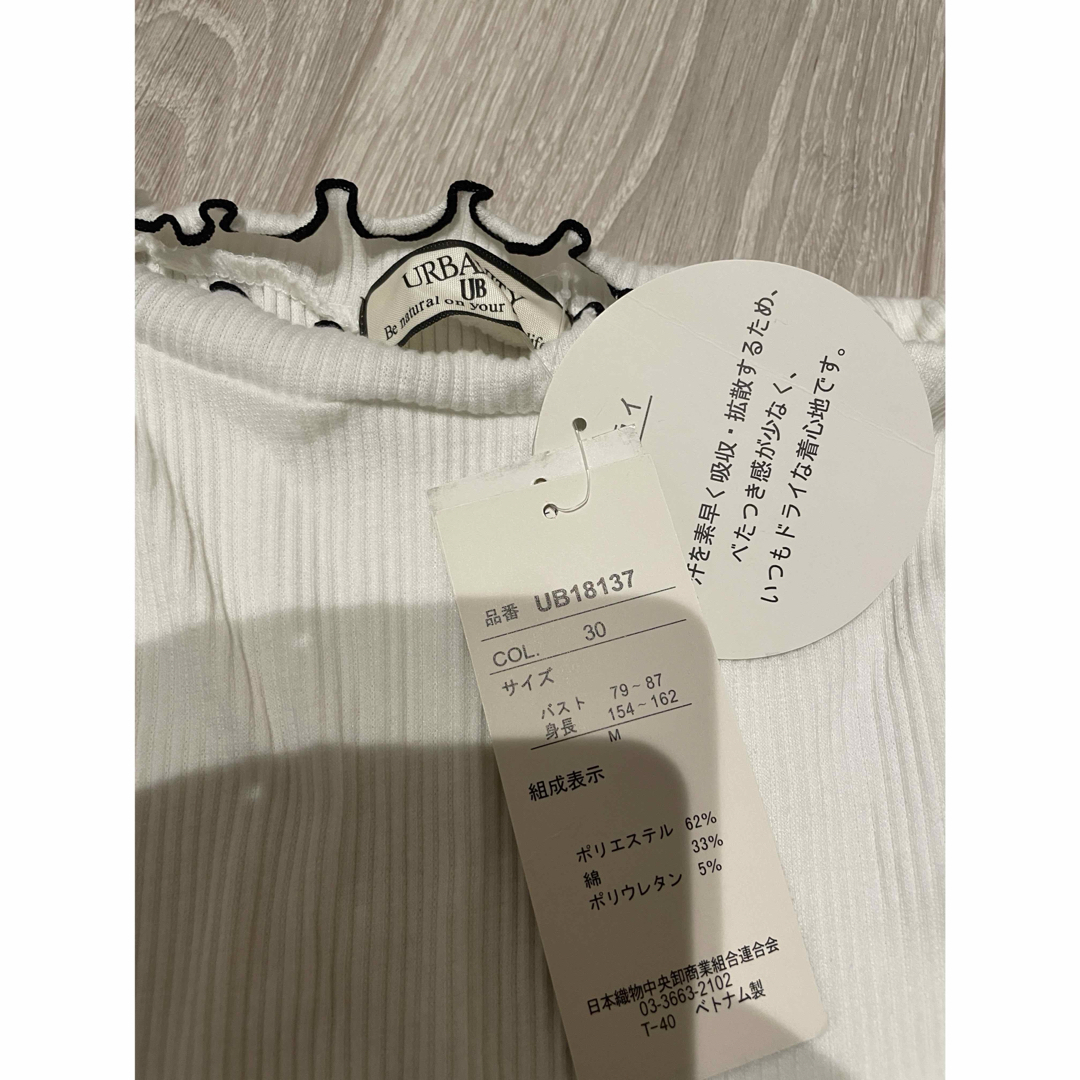 UB
Be natural on your
を素早く吸収・拡散するため、
べたつき感が少なく、
いつもドライな着心地です。
品番 UB18137
COL. 30
サイズ
バスト 79~87
身長 154~162
M
組成表示
ポリエステル 62%
綿 33%
ポリウレタン 5%
日本織物中央卸商業組合連合会
03-3663-2102
T-40 ベトナム製